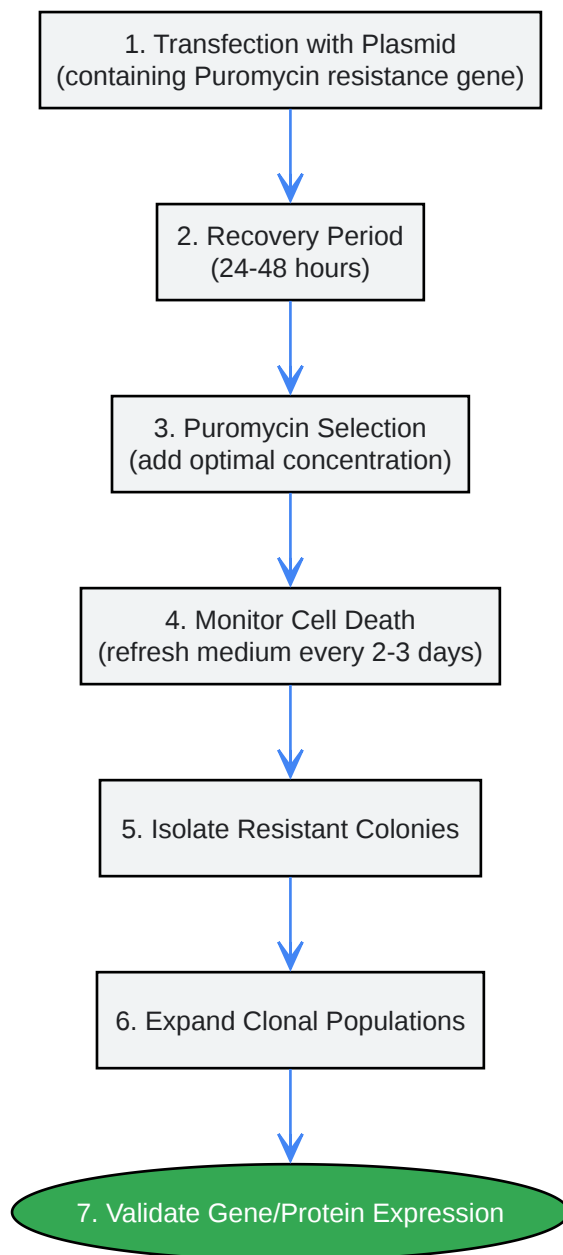 1. Transfection with Plasmid
(containing Puromycin resistance gene)
2. Recovery Period
(24-48 hours)
3. Puromycin Selection
(add optimal concentration)
4. Monitor Cell Death
(refresh medium every 2-3 days)
5. Isolate Resistant Colonies
6. Expand Clonal Populations
7. Validate Gene/Protein Expression